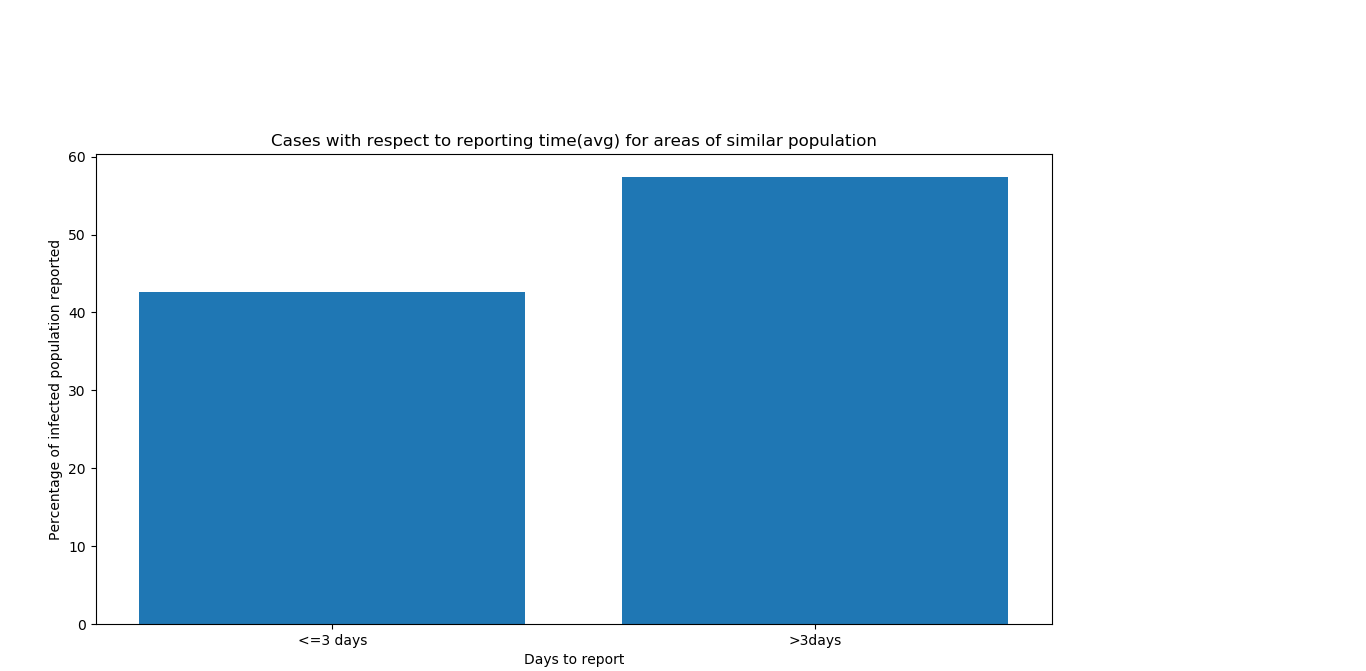 Cases with respect to reporting time(avg) for areas of similar population
Percentage of infected population reported
60
50
40
30
20
10
0
<=3 days
>3days
Days to report